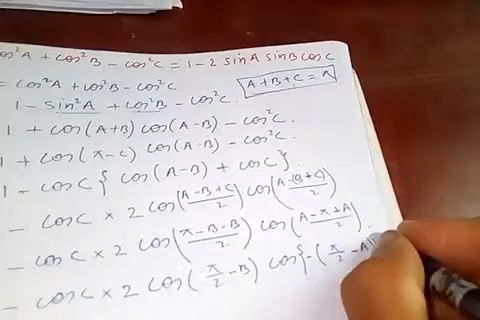 cos²A + cos²B - cos²C = 1 - 2 sinA sinB cosC
= cos²A + cos²B - cos²C
A + B + C = π
1 - sin²A + cos²B - cos²C.
1 + cos(A+B) cos(A-B) - cos²C.
1 + cos(π-C) cos(A-B) - cos²C.
1 - cosC { cos(A-B) + cosC }.
- cosC × 2 cos((A-B+C)/2) cos((A-(B+C))/2)
- cosC × 2 cos((π-B-B)/2) cos((A-π+A)/2).
- cosC × 2 cos(π/2 - B) cos{-(π/2 - A)